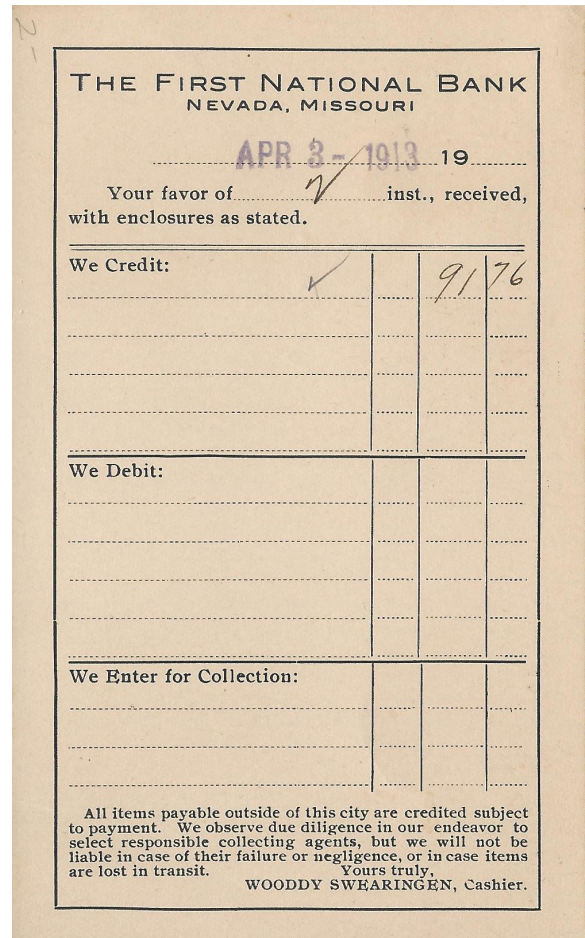 2-
THE FIRST NATIONAL BANK
NEVADA, MISSOURI
APR 3- 1913 19
Your favor of 2 inst., received,
with enclosures as stated.
We Credit: 91 76
We Debit:
We Enter for Collection:
All items payable outside of this city are credited subject
to payment. We observe due diligence in our endeavor to
select responsible collecting agents, but we will not be
liable in case of their failure or negligence, or in case items
are lost in transit. Yours truly,
WOODDY SWEARINGEN, Cashier.